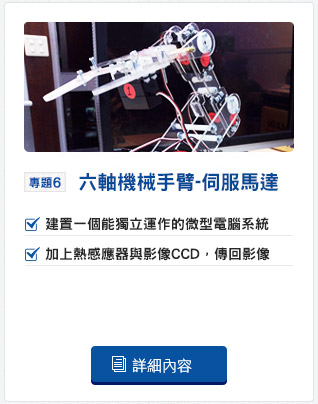 專題6 六軸機械手臂-伺服馬達
建置一個能獨立運作的微型電腦系統
加上熱感應器與影像CCD，傳回影像
詳細內容